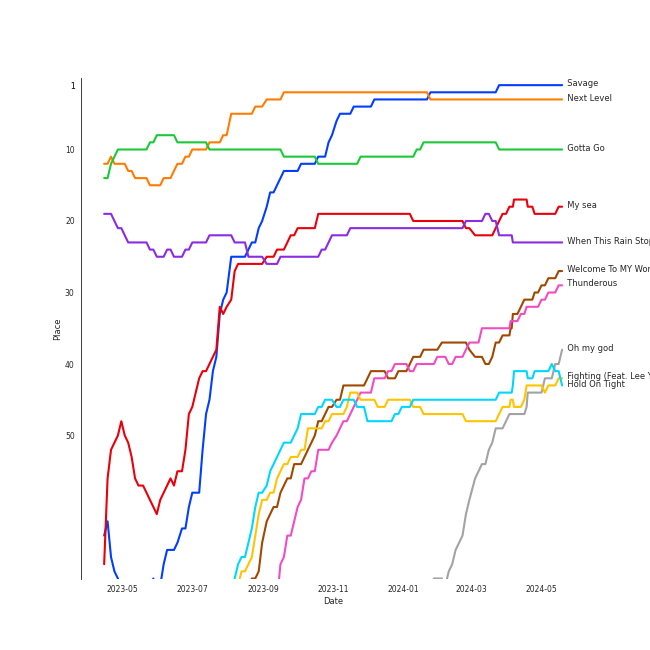 1
10
20
30
40
50
Place
2023-05
2023-07
2023-09
2023-11
2024-01
2024-03
2024-05
Date
Savage
Next Level
Gotta Go
My sea
When This Rain Stop
Welcome To MY Wor
Thunderous
Oh my god
Fighting (Feat. Lee Y
Hold On Tight